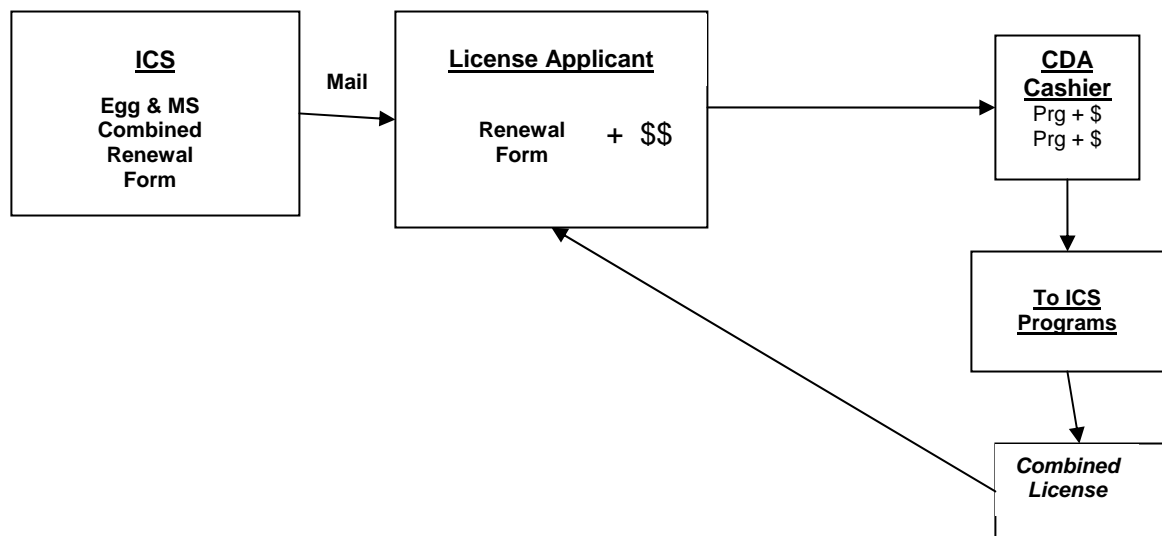 ICS
Egg & MS
Combined
Renewal
Form
Mail
License Applicant
Renewal
Form
+ $$
CDA
Cashier
Prg + $
Prg + $
To ICS
Programs
Combined
License